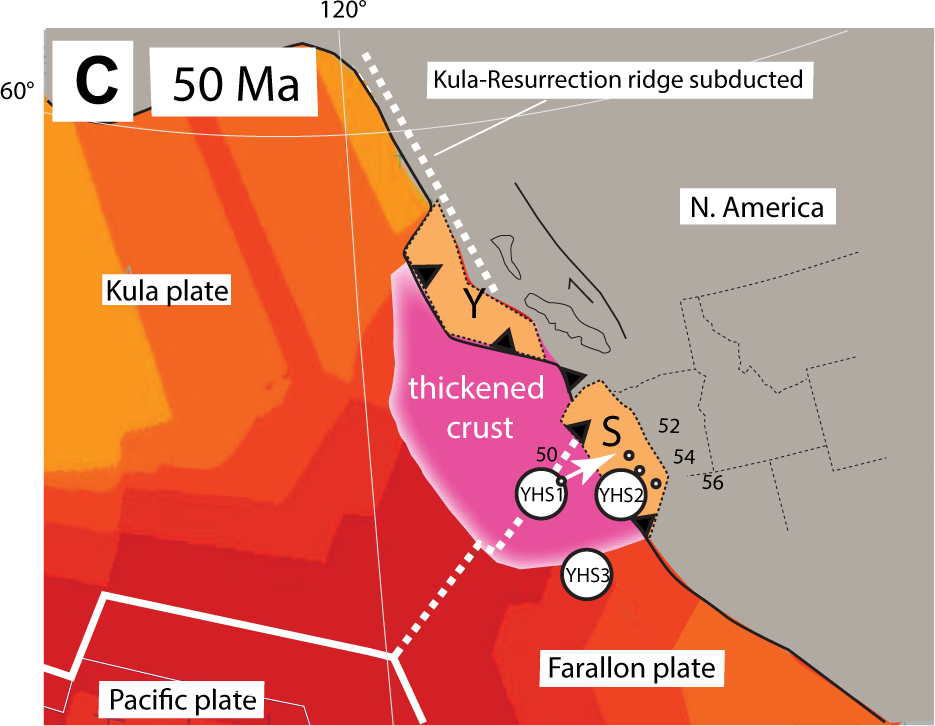 120°
60°
C
50 Ma
Kula-Resurrection ridge subducted
N. America
Kula plate
Y
thickened
crust
S
52
50
54
56
YHS1
YHS2
YHS3
Farallon plate
Pacific plate